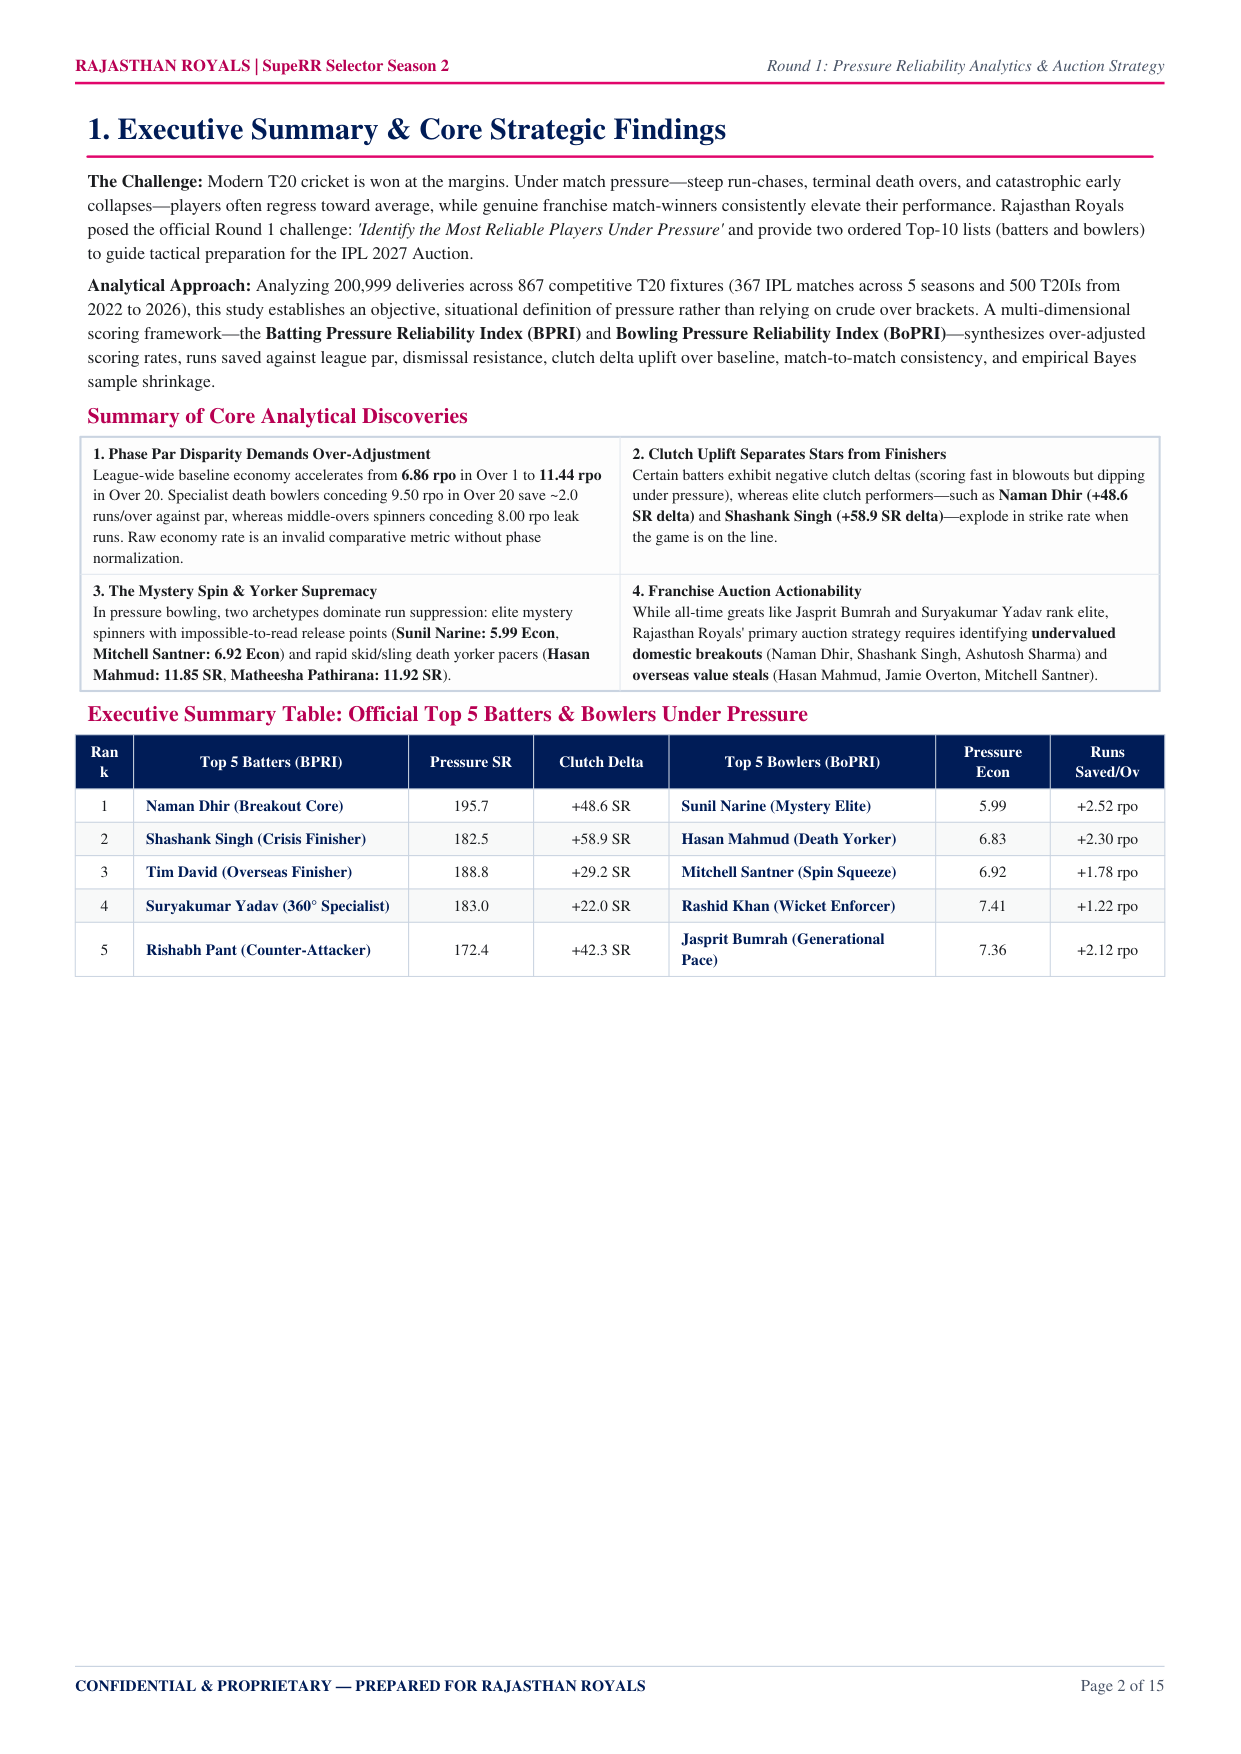 RAJASTHAN ROYALS | SupeRR Selector Season 2
Round 1: Pressure Reliability Analytics & Auction Strategy
1. Executive Summary & Core Strategic Findings
The Challenge: Modern T20 cricket is won at the margins. Under match pressure—steep run-chases, terminal death overs, and catastrophic early
collapses—players often regress toward average, while genuine franchise match-winners consistently elevate their performance. Rajasthan Royals
posed the official Round 1 challenge: 'Identify the Most Reliable Players Under Pressure' and provide two ordered Top-10 lists (batters and bowlers)
to guide tactical preparation for the IPL 2027 Auction.
Analytical Approach: Analyzing 200,999 deliveries across 867 competitive T20 fixtures (367 IPL matches across 5 seasons and 500 T20Is from
2022 to 2026), this study establishes an objective, situational definition of pressure rather than relying on crude over brackets. A multi-dimensional
scoring framework—the Batting Pressure Reliability Index (BPRI) and Bowling Pressure Reliability Index (BoPRI)—synthesizes over-adjusted
scoring rates, runs saved against league par, dismissal resistance, clutch delta uplift over baseline, match-to-match consistency, and empirical Bayes
sample shrinkage.
Summary of Core Analytical Discoveries
1. Phase Par Disparity Demands Over-Adjustment
League-wide baseline economy accelerates from 6.86 rpo in Over 1 to 11.44 rpo
in Over 20. Specialist death bowlers conceding 9.50 rpo in Over 20 save ~2.0
runs/over against par, whereas middle-overs spinners conceding 8.00 rpo leak
runs. Raw economy rate is an invalid comparative metric without phase
normalization.
2. Clutch Uplift Separates Stars from Finishers
Certain batters exhibit negative clutch deltas (scoring fast in blowouts but dipping
under pressure), whereas elite clutch performers—such as Naman Dhir (+48.6
SR delta) and Shashank Singh (+58.9 SR delta)—explode in strike rate when
the game is on the line.
3. The Mystery Spin & Yorker Supremacy
In pressure bowling, two archetypes dominate run suppression: elite mystery
spinners with impossible-to-read release points (Sunil Narine: 5.99 Econ,
Mitchell Santner: 6.92 Econ) and rapid skid/sling death yorker pacers (Hasan
Mahmud: 11.85 SR, Matheesha Pathirana: 11.92 SR).
4. Franchise Auction Actionability
While all-time greats like Jasprit Bumrah and Suryakumar Yadav rank elite,
Rajasthan Royals' primary auction strategy requires identifying undervalued
domestic breakouts (Naman Dhir, Shashank Singh, Ashutosh Sharma) and
overseas value steals (Hasan Mahmud, Jamie Overton, Mitchell Santner).
Executive Summary Table: Official Top 5 Batters & Bowlers Under Pressure
Ran
k
Top 5 Batters (BPRI)
Pressure SR
Clutch Delta
Top 5 Bowlers (BoPRI)
Pressure
Econ
Runs
Saved/Ov
1 Naman Dhir (Breakout Core) 195.7 +48.6 SR Sunil Narine (Mystery Elite) 5.99 +2.52 rpo
2 Shashank Singh (Crisis Finisher) 182.5 +58.9 SR Hasan Mahmud (Death Yorker) 6.83 +2.30 rpo
3 Tim David (Overseas Finisher) 188.8 +29.2 SR Mitchell Santner (Spin Squeeze) 6.92 +1.78 rpo
4 Suryakumar Yadav (360° Specialist) 183.0 +22.0 SR Rashid Khan (Wicket Enforcer) 7.41 +1.22 rpo
5 Rishabh Pant (Counter-Attacker) 172.4 +42.3 SR Jasprit Bumrah (Generational
Pace) 7.36 +2.12 rpo
CONFIDENTIAL & PROPRIETARY — PREPARED FOR RAJASTHAN ROYALS
Page 2 of 15